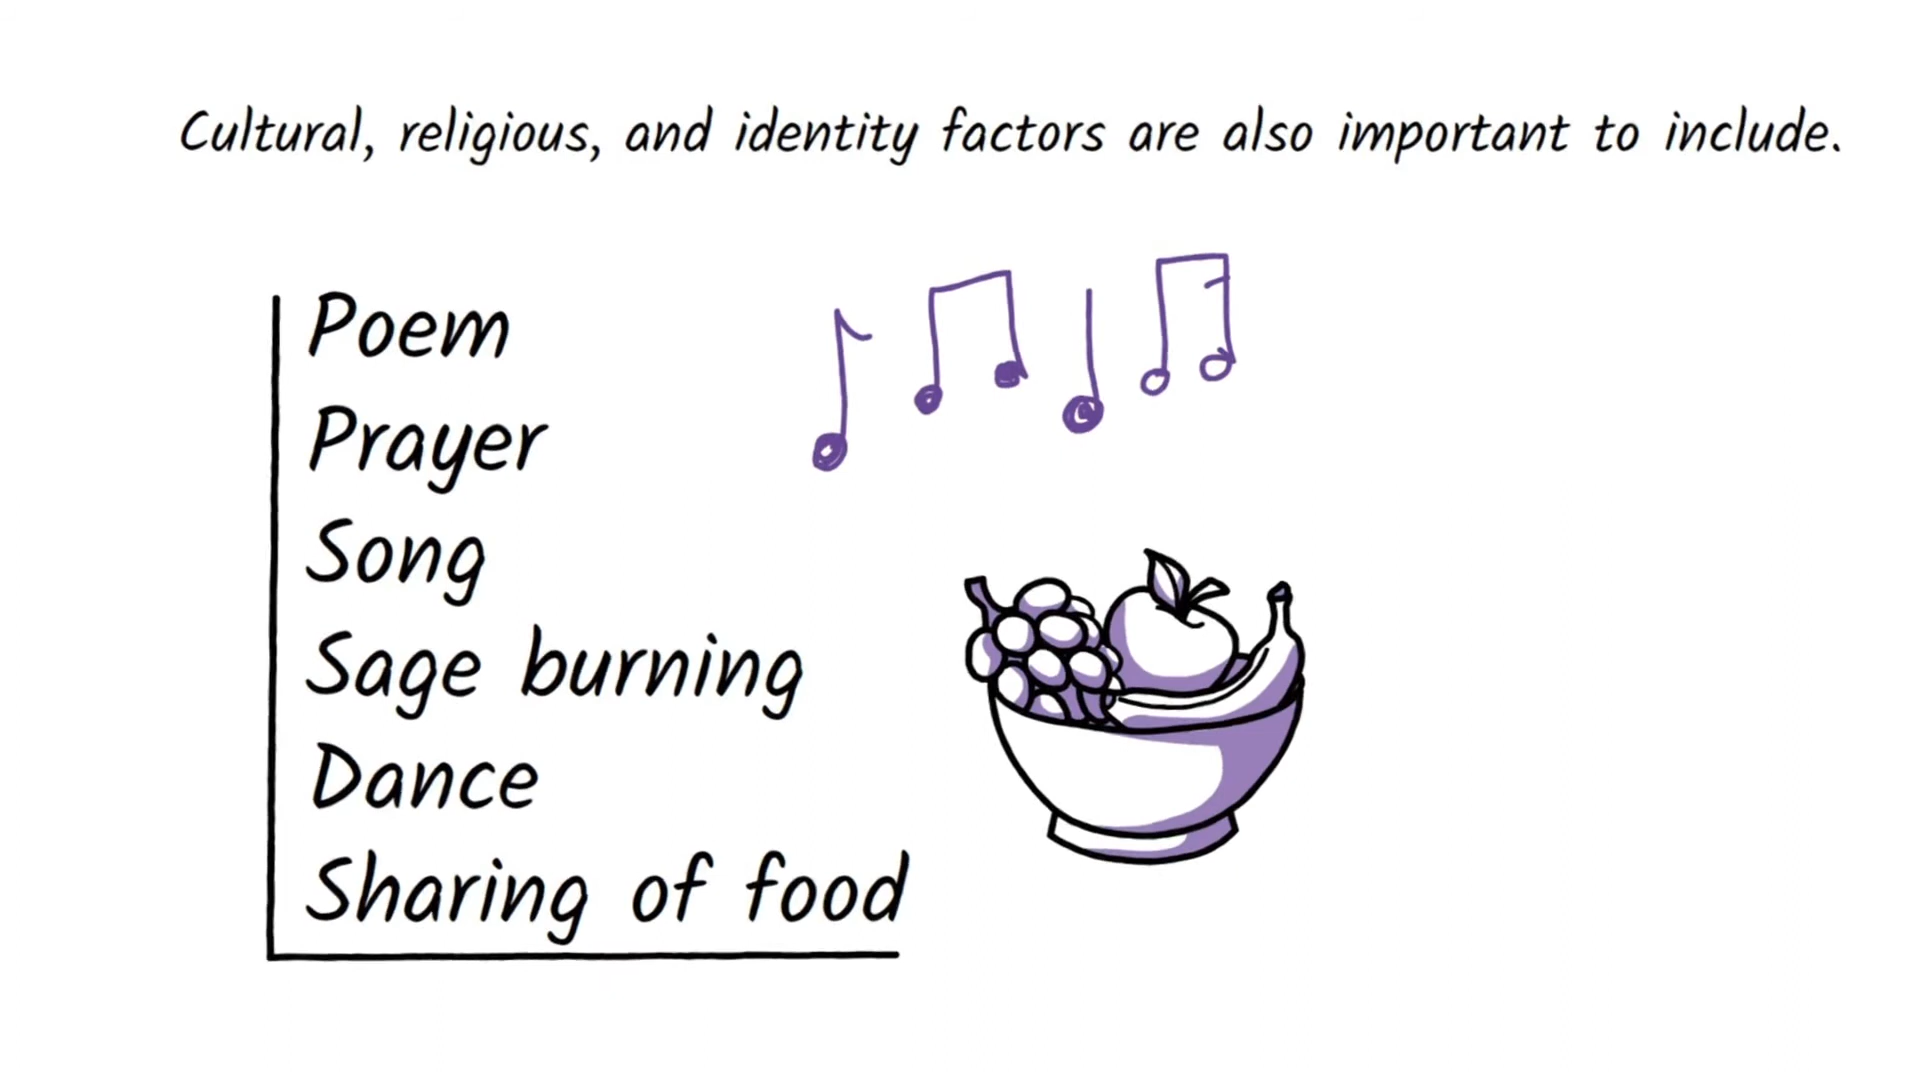 Cultural, religious, and identity factors are also important to include.
Poem
Prayer
Song
Sage burning
Dance
Sharing of food